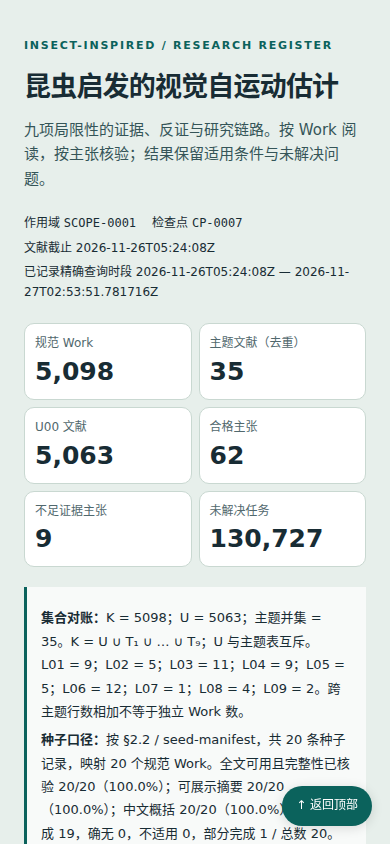 INSECT-INSPIRED / RESEARCH REGISTER
昆虫启发的视觉自运动估计
九项局限性的证据、反证与研究链路。按 Work 阅
读，按主张核验；结果保留适用条件与未解决问
题。
作用域 SCOPE-0001 检查点 CP-0007
文献截止 2026-11-26T05:24:08Z
已记录精确查询时段 2026-11-26T05:24:08Z — 2026-11-
27T02:53:51.781716Z
规范 Work
5,098
主题文献（去重）
35
U00 文献
5,063
合格主张
62
不足证据主张
9
未解决任务
130,727
集合对账：K = 5098；U = 5063；主题并集 =
35。K = U ∪ T₁ ∪ … ∪ T₉；U 与主题表互斥。
L01 = 9；L02 = 5；L03 = 11；L04 = 9；L05 =
5；L06 = 12；L07 = 1；L08 = 4；L09 = 2。跨
主题行数相加不等于独立 Work 数。
种子口径：按 §2.2 / seed-manifest，共 20 条种子
记录，映射 20 个规范 Work。全文可用且完整性已核
验 20/20（100.0%）；可展示摘要 20/20
（100.0%）；中文概括 20/20（100.0%）
成 19，确无 0，不适用 0，部分完成 1 / 总数 20。
↑ 返回顶部